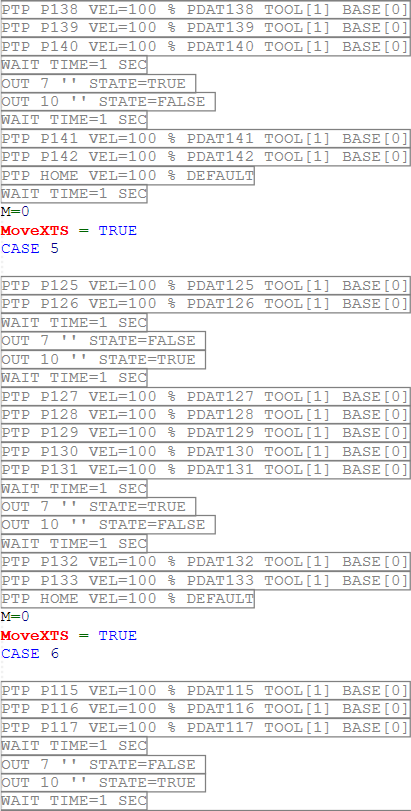 PTP P138 VEL=100 % PDAT138 TOOL[1] BASE[0]
PTP P139 VEL=100 % PDAT139 TOOL[1] BASE[0]
PTP P140 VEL=100 % PDAT140 TOOL[1] BASE[0]
WAIT TIME=1 SEC
OUT 7 '' STATE=TRUE
OUT 10 '' STATE=FALSE
WAIT TIME=1 SEC
PTP P141 VEL=100 % PDAT141 TOOL[1] BASE[0]
PTP P142 VEL=100 % PDAT142 TOOL[1] BASE[0]
PTP HOME VEL=100 % DEFAULT
WAIT TIME=1 SEC
M=0
MoveXTS = TRUE
CASE 5
PTP P125 VEL=100 % PDAT125 TOOL[1] BASE[0]
PTP P126 VEL=100 % PDAT126 TOOL[1] BASE[0]
WAIT TIME=1 SEC
OUT 7 '' STATE=FALSE
OUT 10 '' STATE=TRUE
WAIT TIME=1 SEC
PTP P127 VEL=100 % PDAT127 TOOL[1] BASE[0]
PTP P128 VEL=100 % PDAT128 TOOL[1] BASE[0]
PTP P129 VEL=100 % PDAT129 TOOL[1] BASE[0]
PTP P130 VEL=100 % PDAT130 TOOL[1] BASE[0]
PTP P131 VEL=100 % PDAT131 TOOL[1] BASE[0]
WAIT TIME=1 SEC
OUT 7 '' STATE=TRUE
OUT 10 '' STATE=FALSE
WAIT TIME=1 SEC
PTP P132 VEL=100 % PDAT132 TOOL[1] BASE[0]
PTP P133 VEL=100 % PDAT133 TOOL[1] BASE[0]
PTP HOME VEL=100 % DEFAULT
M=0
MoveXTS = TRUE
CASE 6
PTP P115 VEL=100 % PDAT115 TOOL[1] BASE[0]
PTP P116 VEL=100 % PDAT116 TOOL[1] BASE[0]
PTP P117 VEL=100 % PDAT117 TOOL[1] BASE[0]
WAIT TIME=1 SEC
OUT 7 '' STATE=FALSE
OUT 10 '' STATE=TRUE
WAIT TIME=1 SEC